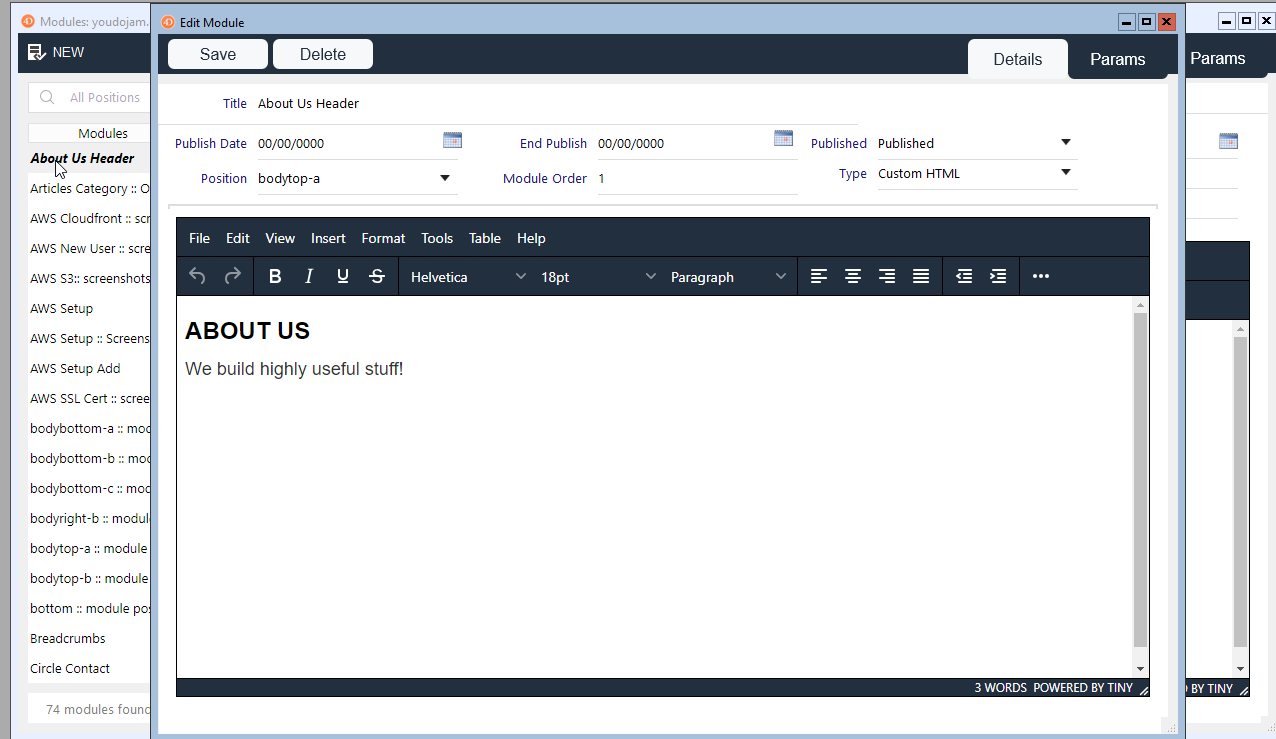 Modules: youdojam.
Edit Module
NEW
Save Delete Details Params Params
All Positions
Title About Us Header
Modules
Publish Date 00/00/0000 End Publish 00/00/0000 Published Published
Position bodytop-a Module Order 1 Type Custom HTML
About Us Header
Articles Category :: O
AWS Cloudfront :: scr
AWS New User :: scre
AWS S3:: screenshots
AWS Setup
AWS Setup :: Screens
AWS Setup Add
AWS SSL Cert :: scree
bodybottom-a :: mod
bodybottom-b :: mod
bodybottom-c :: mod
bodyright-b :: modul
bodytop-a :: module
bodytop-b :: module
bottom :: module pos
Breadcrumbs
Circle Contact
74 modules found
File Edit View Insert Format Tools Table Help
B I U S Helvetica 18pt Paragraph
ABOUT US
We build highly useful stuff!
3 WORDS POWERED BY TINY
BY TINY